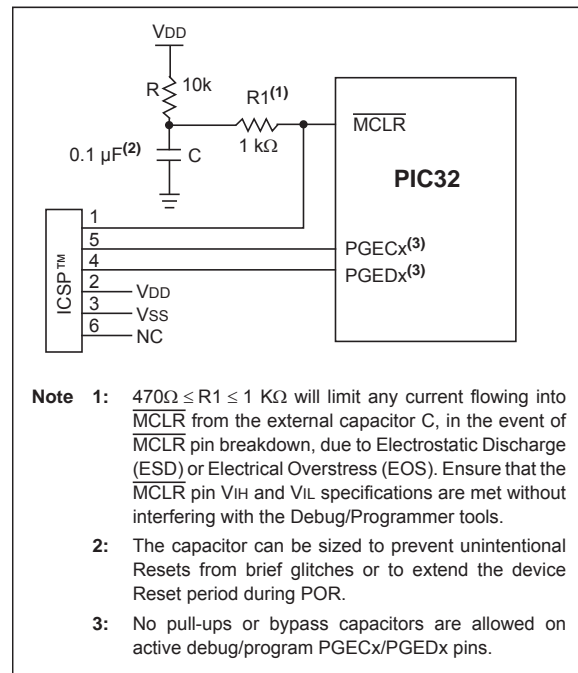 VDD
R 10k
R1(1)
1 kΩ
MCLR
0.1 µF(2) C
PIC32
ICSP™
1
5
4
2
3
6
PGECx(3)
PGEDx(3)
VDD
VSS
NC
Note 1: 470Ω ≤ R1 ≤ 1 KΩ will limit any current flowing into
MCLR from the external capacitor C, in the event of
MCLR pin breakdown, due to Electrostatic Discharge
(ESD) or Electrical Overstress (EOS). Ensure that the
MCLR pin VIH and VIL specifications are met without
interfering with the Debug/Programmer tools.
2: The capacitor can be sized to prevent unintentional
Resets from brief glitches or to extend the device
Reset period during POR.
3: No pull-ups or bypass capacitors are allowed on
active debug/program PGECx/PGEDx pins.